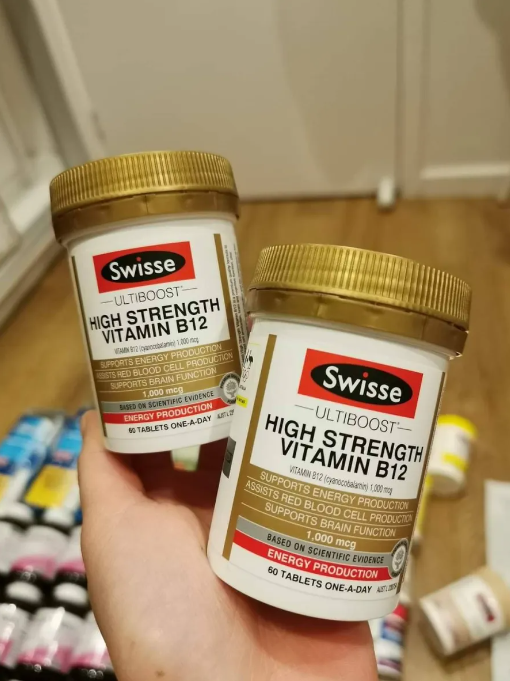 Swisse
ULTIBOOST
HIGH STRENGTH
VITAMIN B12
VITAMIN B12 (cyanocobalamin) 1,000 mcg
SUPPORTS ENERGY PRODUCTION
ASSISTS RED BLOOD CELL PRODUCTION
SUPPORTS BRAIN FUNCTION
1,000 mcg
BASED ON SCIENTIFIC EVIDENCE
ENERGY PRODUCTION
60 TABLETS ONE-A-DAY
Swisse
ULTIBOOST
HIGH STRENGTH
VITAMIN B12
VITAMIN B12 (cyanocobalamin) 1,000 mcg
SUPPORTS ENERGY PRODUCTION
ASSISTS RED BLOOD CELL PRODUCTION
SUPPORTS BRAIN FUNCTION
1,000 mcg
BASED ON SCIENTIFIC EVIDENCE
ENERGY PRODUCTION
60 TABLETS ONE-A-DAY AUST L